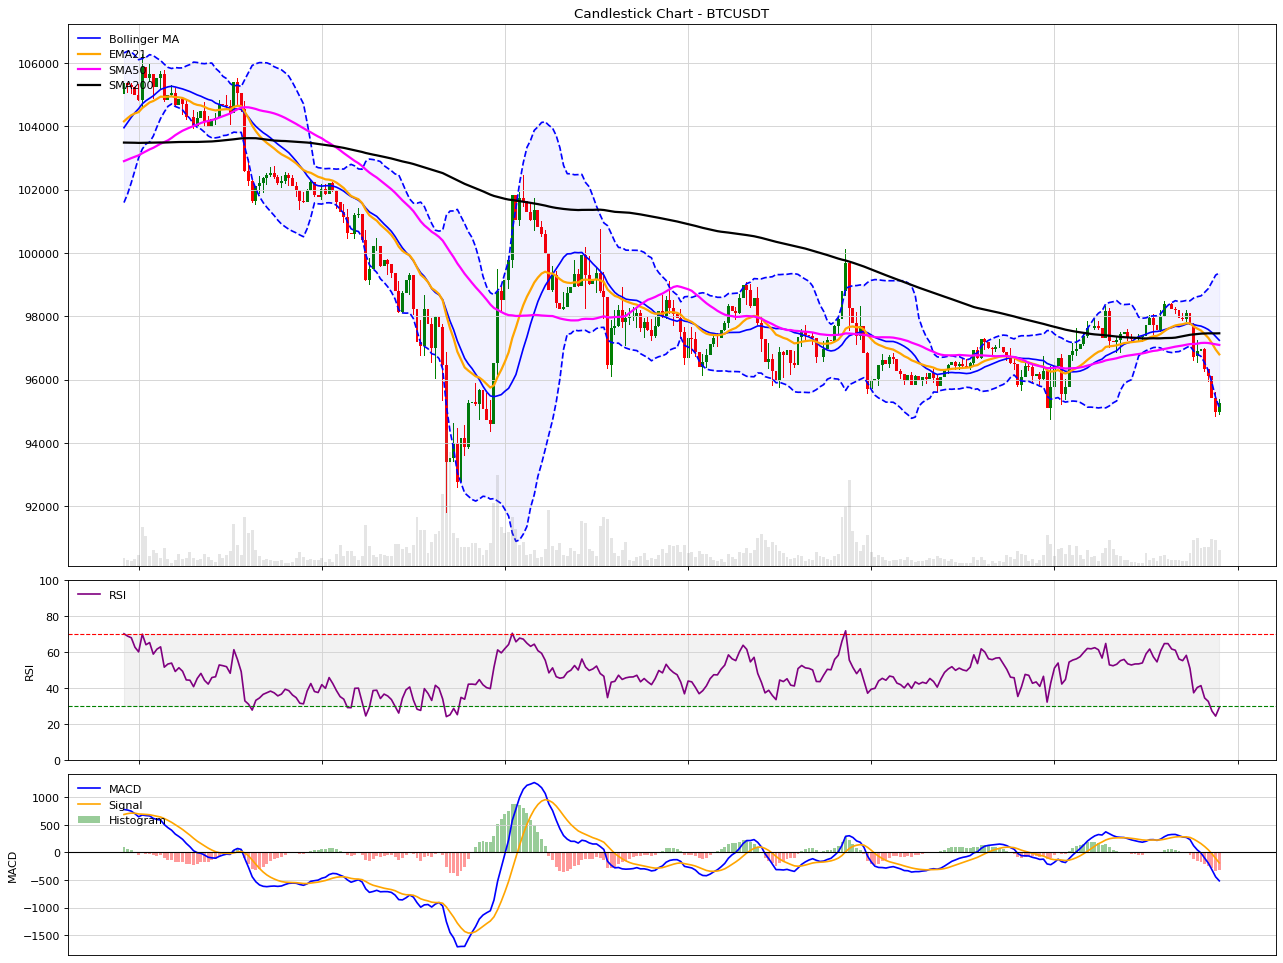 Candlestick Chart - BTCUSDT
Bollinger MA
EMA21
SMA50
SMA200
106000
104000
102000
100000
98000
96000
94000
92000
RSI
100
80
60
40
20
0
RSI
MACD
Signal
Histogram
1000
500
0
−500
−1000
−1500
MACD